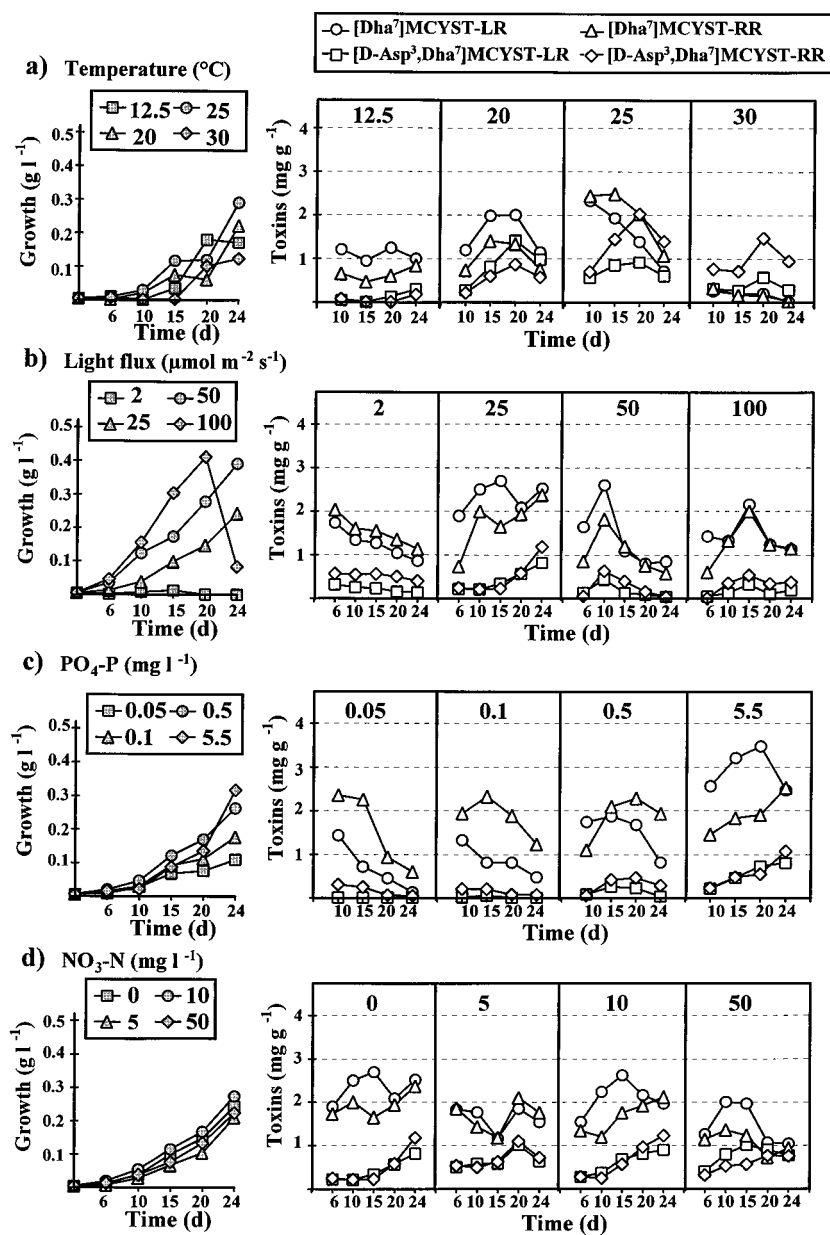 [Dha⁷]MCYST-LR [Dha⁷]MCYST-RR
[D-Asp³,Dha⁷]MCYST-LR [D-Asp³,Dha⁷]MCYST-RR
a) Temperature (°C)
12.5 25
20 30
Growth (g l⁻¹)
0.5
0.4
0.3
0.2
0.1
6 10 15 20 24
Time (d)
Toxins (mg g⁻¹)
4
3
2
1
0
12.5 20 25 30
10 15 20 24 10 15 20 24 10 15 20 24 10 15 20 24
Time (d)
b) Light flux (µmol m⁻² s⁻¹)
2 50
25 100
Growth (g l⁻¹)
0.5
0.4
0.3
0.2
0.1
6 10 15 20 24
Time (d)
Toxins (mg g⁻¹)
4
3
2
1
0
2 25 50 100
6 10 15 20 24 6 10 15 20 24 6 10 15 20 24 6 10 15 20 24
Time (d)
c) PO₄-P (mg l⁻¹)
0.05 0.5
0.1 5.5
Growth (g l⁻¹)
0.5
0.4
0.3
0.2
0.1
6 10 15 20 24
Time (d)
Toxins (mg g⁻¹)
4
3
2
1
0
0.05 0.1 0.5 5.5
10 15 20 24 10 15 20 24 10 15 20 24 10 15 20 24
Time (d)
d) NO₃-N (mg l⁻¹)
0 10
5 50
Growth (g l⁻¹)
0.5
0.4
0.3
0.2
0.1
6 10 15 20 24
Time (d)
Toxins (mg g⁻¹)
4
3
2
1
0
0 5 10 50
6 10 15 20 24 6 10 15 20 24 6 10 15 20 24 6 10 15 20 24
Time (d)